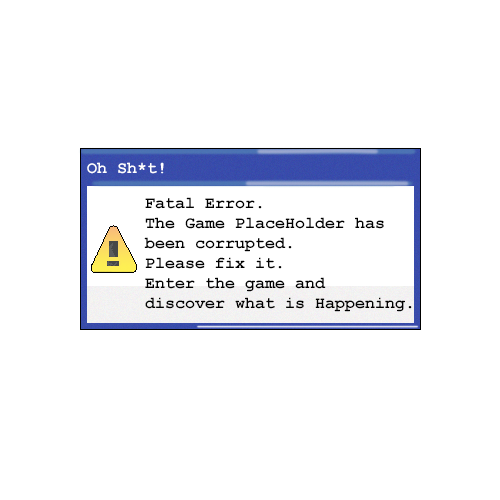 Oh Sh*t!
Fatal Error.
The Game PlaceHolder has
been corrupted.
Please fix it.
Enter the game and
discover what is Happening.